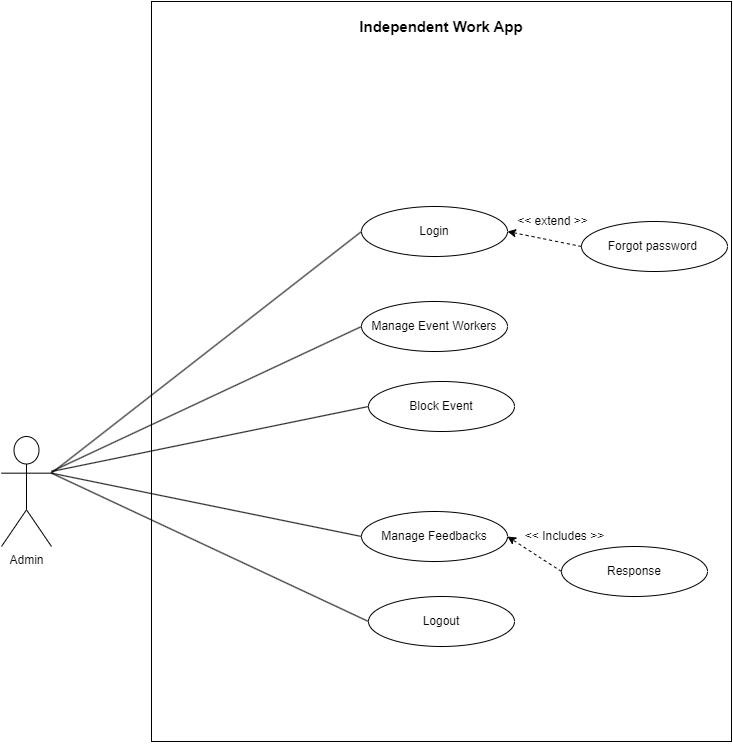 Independent Work App
<< extend >>
Login
Forgot password
Manage Event Workers
Block Event
Manage Feedbacks
<< Includes >>
Response
Admin
Logout